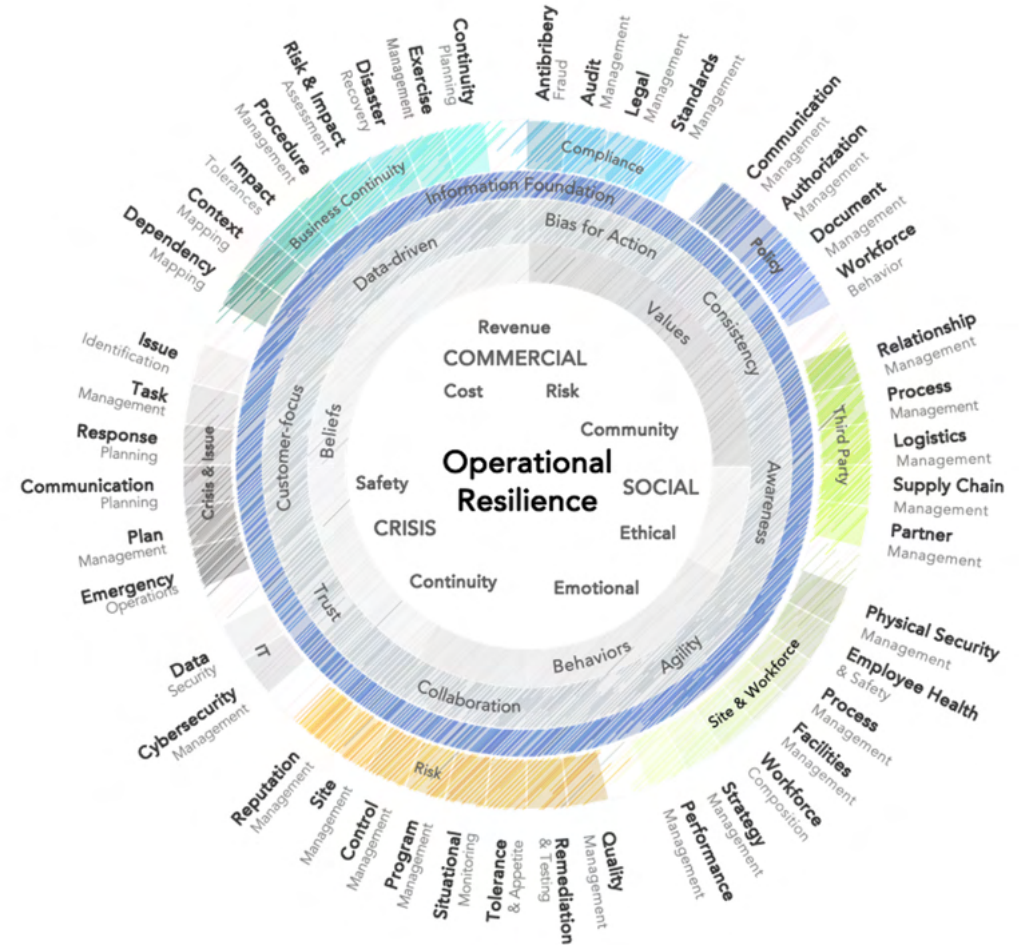 Antibribery
Fraud
Audit
Management
Legal
Management
Standards
Management
Compliance
Communication
Management
Authorization
Management
Document
Management
Workforce
Behavior
Policy
Relationship
Management
Process
Management
Logistics
Management
Supply Chain
Management
Partner
Management
Third Party
Physical Security
Management
Employee Health
& Safety
Process
Management
Facilities
Management
Workforce
Composition
Strategy
Management
Performance
Management
Site & Workforce
Quality
Management
Remediation
& Testing
Tolerance
& Appetite
Situational
Monitoring
Program
Management
Control
Management
Site
Management
Reputation
Management
Risk
Cybersecurity
Management
Data
Security
IT
Emergency
Operations
Plan
Management
Communication
Planning
Response
Planning
Task
Management
Issue
Identification
Crisis & Issue
Dependency
Mapping
Context
Mapping
Impact
Tolerances
Procedure
Management
Risk & Impact
Assessment
Disaster
Recovery
Exercise
Management
Continuity
Planning
Business Continuity
Information Foundation
Bias for Action
Consistency
Awareness
Agility
Collaboration
Trust
Customer-focus
Data-driven
Values
Behaviors
Beliefs
Revenue
COMMERCIAL
Cost Risk
Community
Operational
Resilience
Safety
SOCIAL
CRISIS
Ethical
Continuity
Emotional